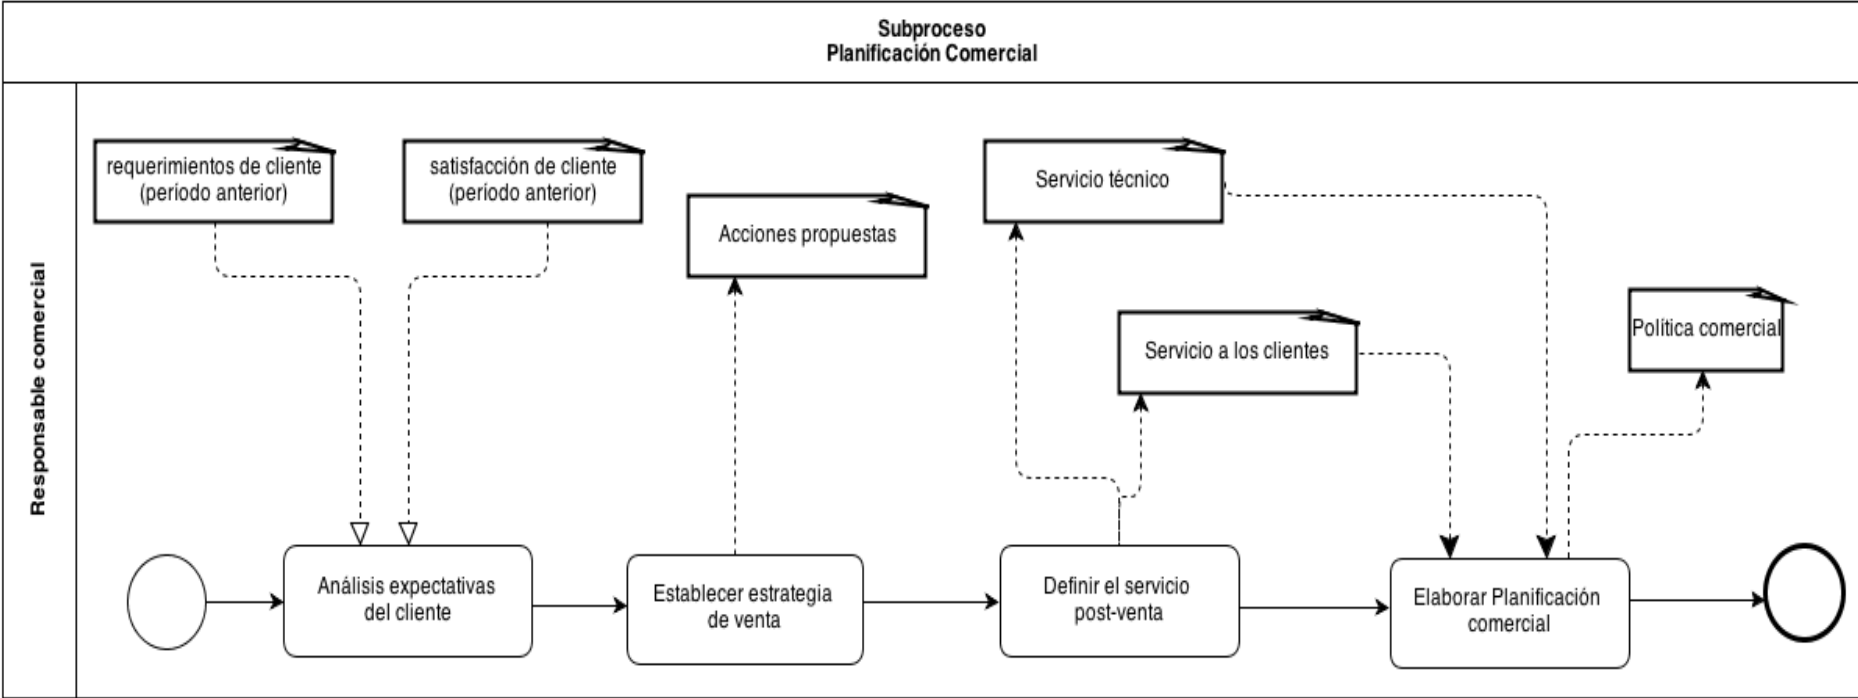 Subproceso
Planificación Comercial
Responsable comercial
requerimientos de cliente
(período anterior)
satisfacción de cliente
(período anterior)
Acciones propuestas
Servicio técnico
Servicio a los clientes
Política comercial
Análisis expectativas
del cliente
Establecer estrategia
de venta
Definir el servicio
post-venta
Elaborar Planificación
comercial